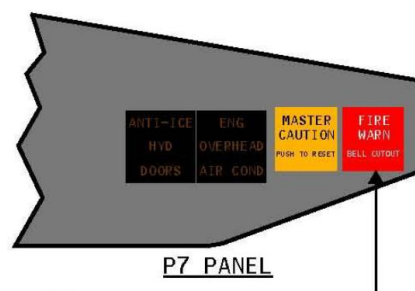 ANTI-ICE ENG
HYD OVERHEAD
DOORS AIR COND
MASTER
CAUTION
PUSH TO RESET
FIRE
WARN
BELL CUTOUT
P7 PANEL